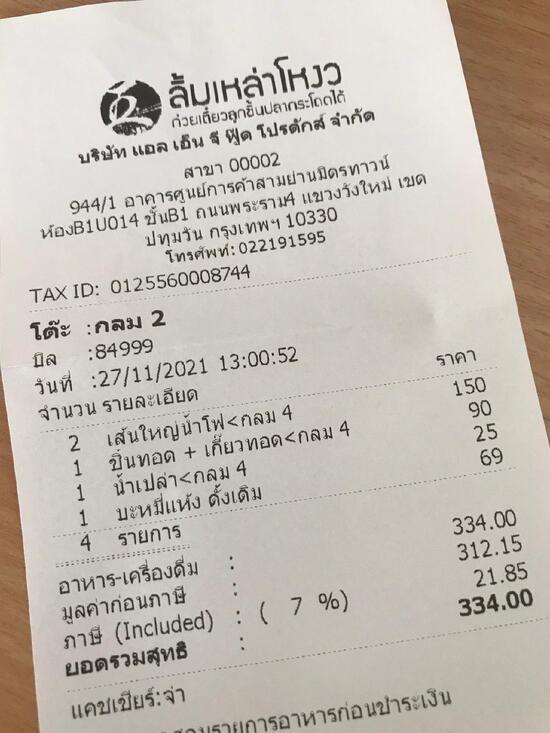 ลิ้มเหล่าโหงว
ก๋วยเตี๋ยวลูกชิ้นปลากระโดดได้
บริษัท แอล เอ็น จี ฟู้ด โปรดักส์ จำกัด
สาขา 00002
944/1 อาคารศูนย์การค้าสามย่านมิตรทาวน์
ห้องB1U014 ชั้นB1 ถนนพระราม4 แขวงวังใหม่ เขต
ปทุมวัน กรุงเทพฯ 10330
โทรศัพท์: 022191595
TAX ID: 0125560008744
โต๊ะ :กลม 2
บิล :84999
วันที่ :27/11/2021 13:00:52
จำนวน รายละเอียด ราคา
2 เส้นใหญ่น้ำโฟ<กลม 4 150
1 ชิ้นทอด + เกี๊ยวทอด<กลม 4 90
1 น้ำเปล่า<กลม 4 25
1 บะหมี่แห้ง ดั้งเดิม 69
4 รายการ
อาหาร-เครื่องดื่ม : 334.00
มูลค่าก่อนภาษี : 312.15
ภาษี (Included) : ( 7 %) 21.85
ยอดรวมสุทธิ : 334.00
แคชเชียร์:จ๋า
รายการอาหารก่อนชำระเงิน